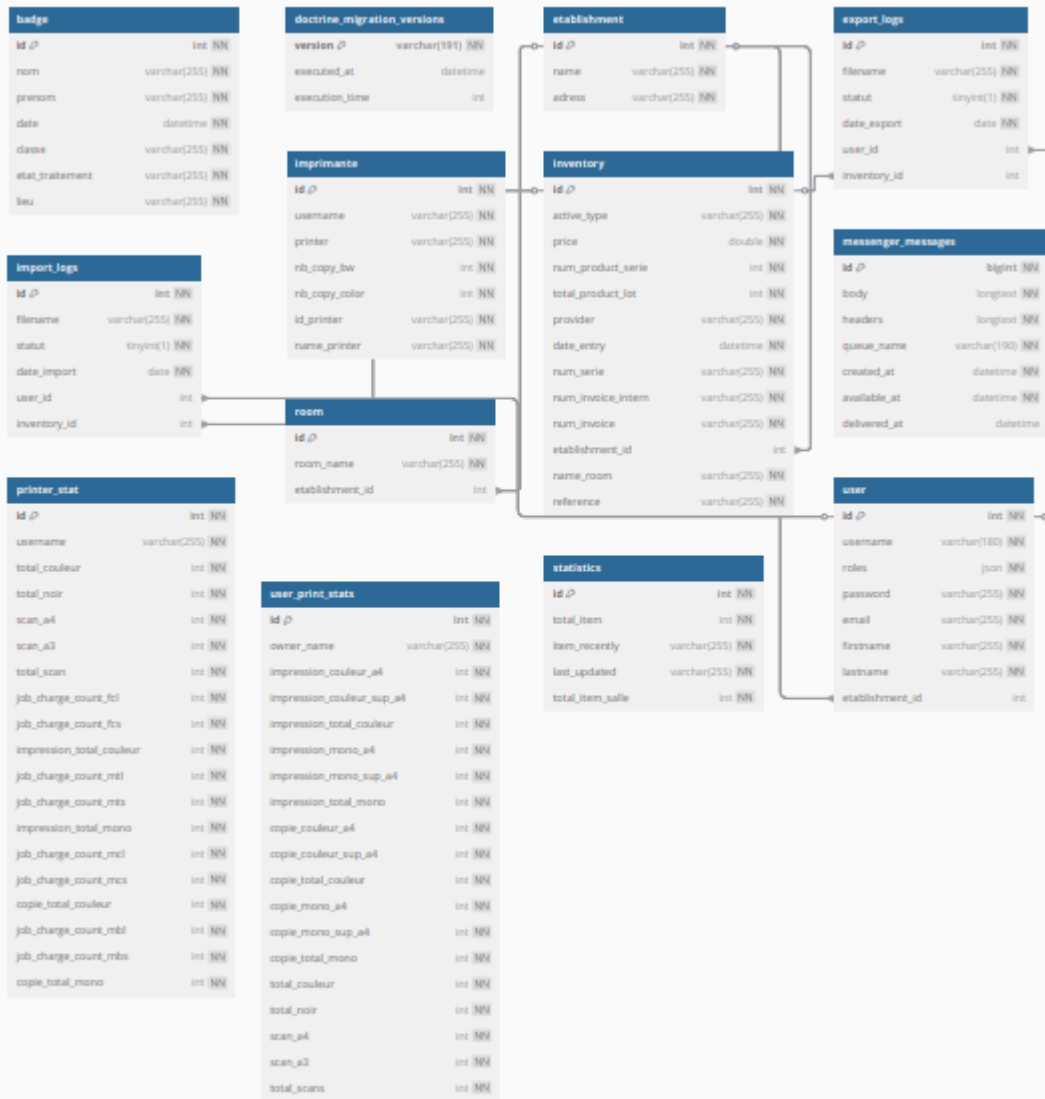 badge
id int NN
nom varchar(255) NN
prenom varchar(255) NN
date datetime NN
classe varchar(255) NN
etat_traitement varchar(255) NN
lieu varchar(255) NN
doctrine_migration_versions
version varchar(191) NN
executed_at datetime
execution_time int
etablishment
id int NN
name varchar(255) NN
adress varchar(255) NN
export_logs
id int NN
filename varchar(255) NN
statut tinyint(1) NN
date_export date NN
user_id int
inventory_id int
imprimante
id int NN
username varchar(255) NN
printer varchar(255) NN
nb_copy_bw int NN
nb_copy_color int NN
id_printer varchar(255) NN
name_printer varchar(255) NN
inventory
id int NN
active_type varchar(255) NN
price double NN
num_product_serie int NN
total_product_lot int NN
provider varchar(255) NN
date_entry datetime NN
num_serie varchar(255) NN
num_invoice_intern varchar(255) NN
num_invoice varchar(255) NN
etablishment_id int
name_room varchar(255) NN
reference varchar(255) NN
messenger_messages
id bigint NN
body longtext NN
headers longtext NN
queue_name varchar(190) NN
created_at datetime NN
available_at datetime NN
delivered_at datetime
import_logs
id int NN
filename varchar(255) NN
statut tinyint(1) NN
date_import date NN
user_id int
inventory_id int
room
id int NN
room_name varchar(255) NN
etablishment_id int
printer_stat
id int NN
username varchar(255) NN
total_couleur int NN
total_noir int NN
scan_a4 int NN
scan_a3 int NN
total_scan int NN
job_charge_count_fcl int NN
job_charge_count_fcs int NN
impression_total_couleur int NN
job_charge_count_mtl int NN
job_charge_count_mts int NN
impression_total_mono int NN
job_charge_count_mcl int NN
job_charge_count_mcs int NN
copie_total_couleur int NN
job_charge_count_mbl int NN
job_charge_count_mbs int NN
copie_total_mono int NN
user_print_stats
id int NN
owner_name varchar(255) NN
impression_couleur_a4 int NN
impression_couleur_sup_a4 int NN
impression_total_couleur int NN
impression_mono_a4 int NN
impression_mono_sup_a4 int NN
impression_total_mono int NN
copie_couleur_a4 int NN
copie_couleur_sup_a4 int NN
copie_total_couleur int NN
copie_mono_a4 int NN
copie_mono_sup_a4 int NN
copie_total_mono int NN
total_couleur int NN
total_noir int NN
scan_a4 int NN
scan_a3 int NN
total_scans int NN
statistics
id int NN
total_item int NN
item_recently varchar(255) NN
last_updated varchar(255) NN
total_item_salle int NN
user
id int NN
username varchar(180) NN
roles json NN
password varchar(255) NN
email varchar(255) NN
firstname varchar(255) NN
lastname varchar(255) NN
etablishment_id int